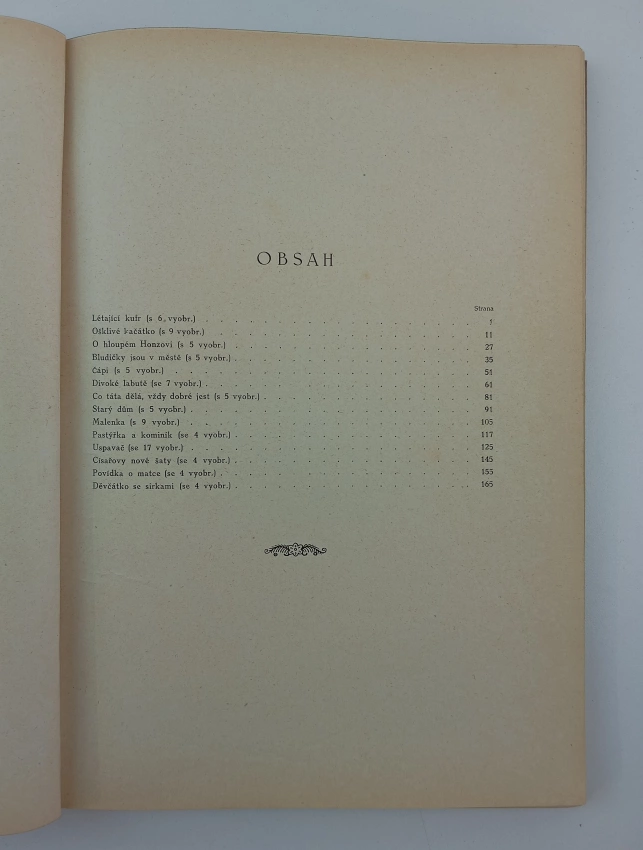 OBSAH
Strana
Létající kufr (s 6 vyobr.) . . . . . . . . . . . . . . . . . . .
Ošklivé kačátko (s 9 vyobr.) . . . . . . . . . . . . . . . . . . . 11
O hloupém Honzovi (s 5 vyobr.) . . . . . . . . . . . . . . . . . 27
Bludičky jsou v městě (s 5 vyobr.) . . . . . . . . . . . . . . . . . 35
Čápi (s 5 vyobr.) . . . . . . . . . . . . . . . . . . . . . 51
Divoké labutě (se 7 vyobr.) . . . . . . . . . . . . . . . . . . . 61
Co táta dělá, vždy dobré jest (s 5 vyobr.) . . . . . . . . . . . . . . . 81
Starý dům (s 5 vyobr.) . . . . . . . . . . . . . . . . . . . . 91
Malenka (s 9 vyobr.) . . . . . . . . . . . . . . . . . . . . 105
Pastýřka a kominík (se 4 vyobr.) . . . . . . . . . . . . . . . . . 117
Uspavač (se 17 vyobr.) . . . . . . . . . . . . . . . . . . . . 125
Císařovy nové šaty (se 4 vyobr.) . . . . . . . . . . . . . . . . . 145
Povídka o matce (se 4 vyobr.) . . . . . . . . . . . . . . . . . . 155
Děvčátko se sirkami (se 4 vyobr.) . . . . . . . . . . . . . . . . . 165